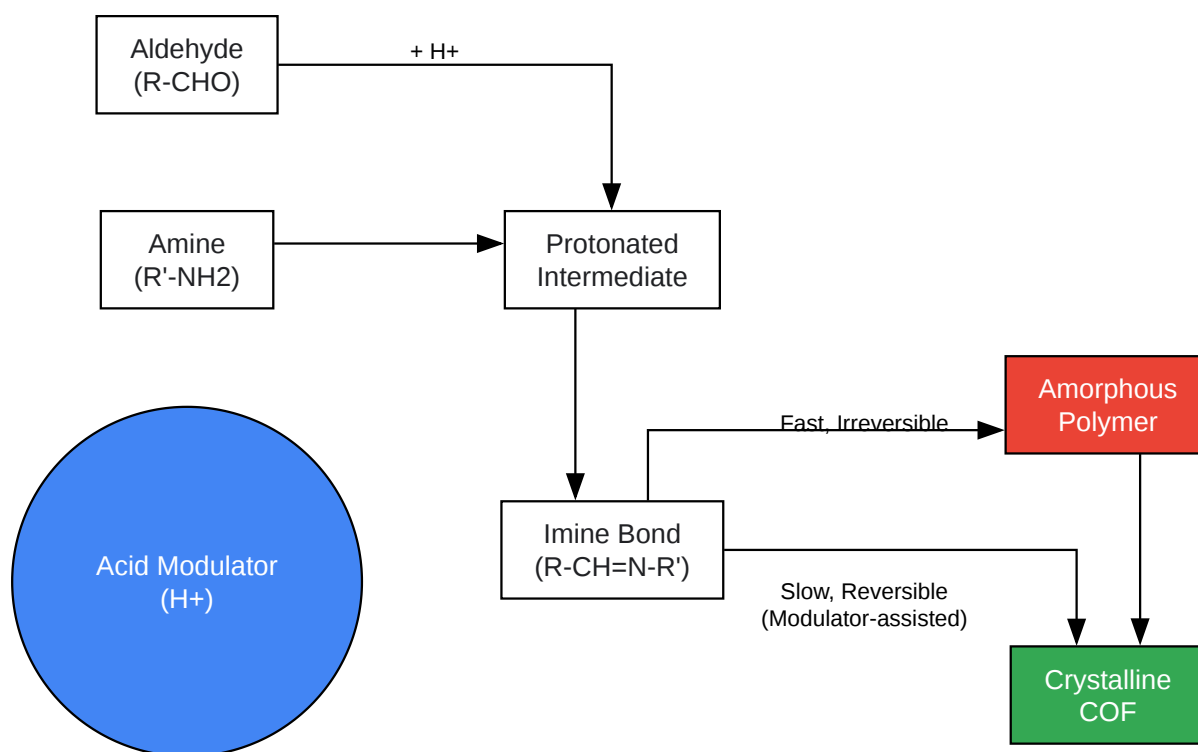 Aldehyde
(R-CHO)
+ H+
Amine
(R'-NH2)
Protonated
Intermediate
Amorphous
Polymer
Fast, Irreversible
Imine Bond
(R-CH=N-R')
Acid Modulator
(H+)
Slow, Reversible
(Modulator-assisted)
Crystalline
COF